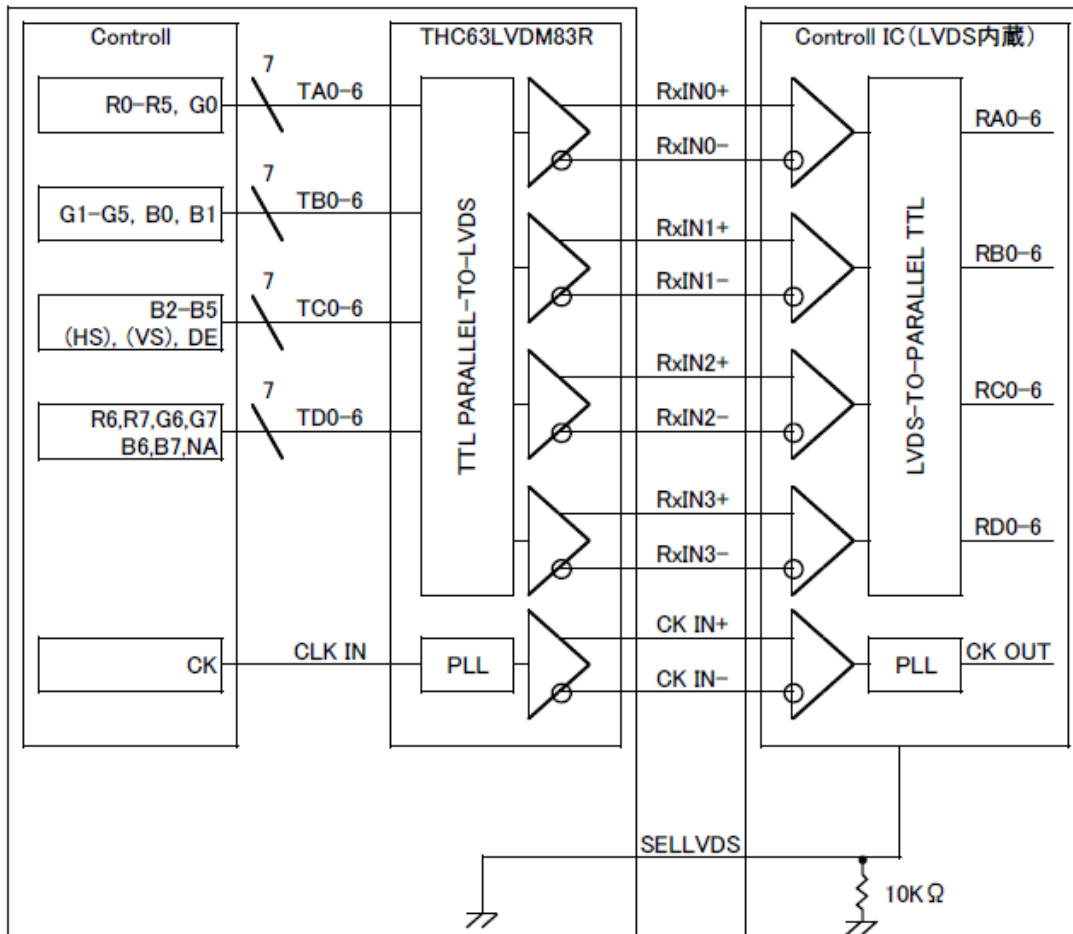 Controll
THC63LVDM83R
Controll IC(LVDS内蔵)
R0-R5, G0
7
TA0-6
RxIN0+
RxIN0-
RA0-6
G1-G5, B0, B1
7
TB0-6
RxIN1+
RxIN1-
RB0-6
B2-B5
(HS), (VS), DE
7
TC0-6
RxIN2+
RxIN2-
RC0-6
R6,R7,G6,G7
B6,B7,NA
7
TD0-6
RxIN3+
RxIN3-
RD0-6
TTL PARALLEL-TO-LVDS
LVDS-TO-PARALLEL TTL
CK
CLK IN
PLL
CK IN+
CK IN-
PLL
CK OUT
SELLVDS
10KΩ